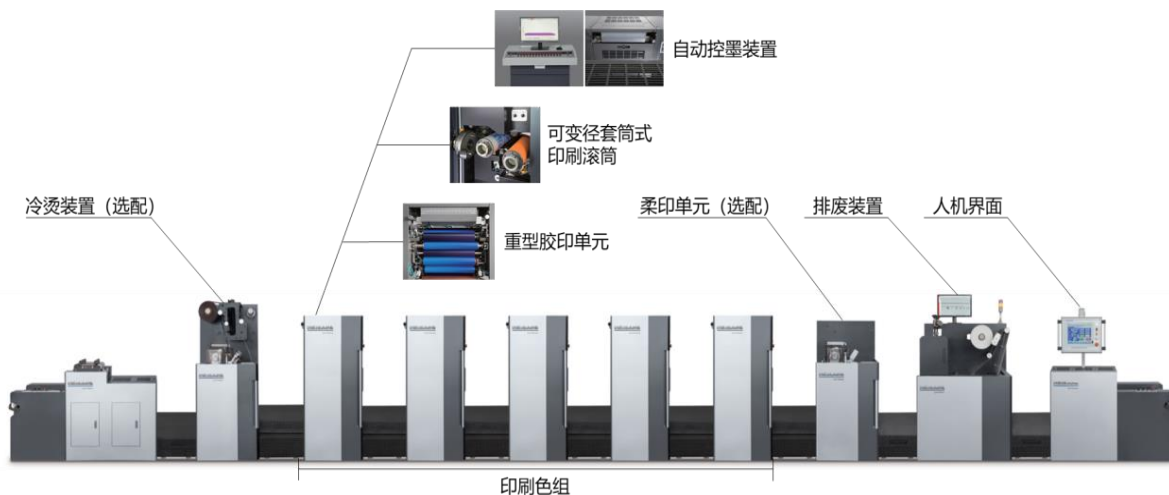 自动控墨装置
可变径套筒式
印刷滚筒
冷烫装置（选配）
重型胶印单元
柔印单元（选配）
排废装置
人机界面
印刷色组